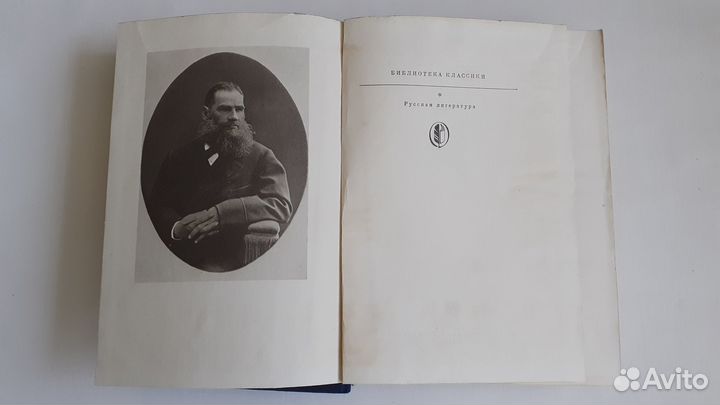 БИБЛИОТЕКА КЛАССИКИ
Русская литература
Avito